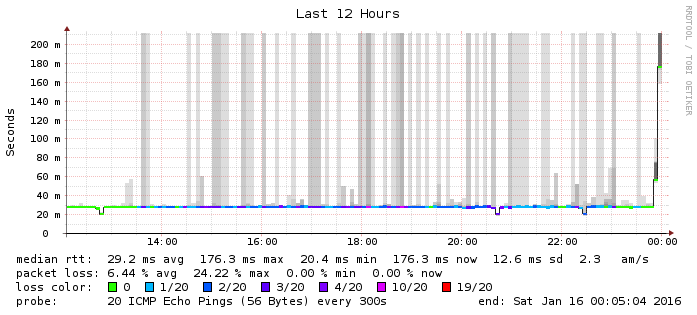 Last 12 Hours
RRDTOOL / TOBI OETIKER
Seconds
200 m
180 m
160 m
140 m
120 m
100 m
80 m
60 m
40 m
20 m
0
14:00 16:00 18:00 20:00 22:00 00:00
median rtt: 29.2 ms avg 176.3 ms max 20.4 ms min 176.3 ms now 12.6 ms sd 2.3 am/s
packet loss: 6.44 % avg 24.22 % max 0.00 % min 0.00 % now
loss color: 0 1/20 2/20 3/20 4/20 10/20 19/20
probe: 20 ICMP Echo Pings (56 Bytes) every 300s end: Sat Jan 16 00:05:04 2016